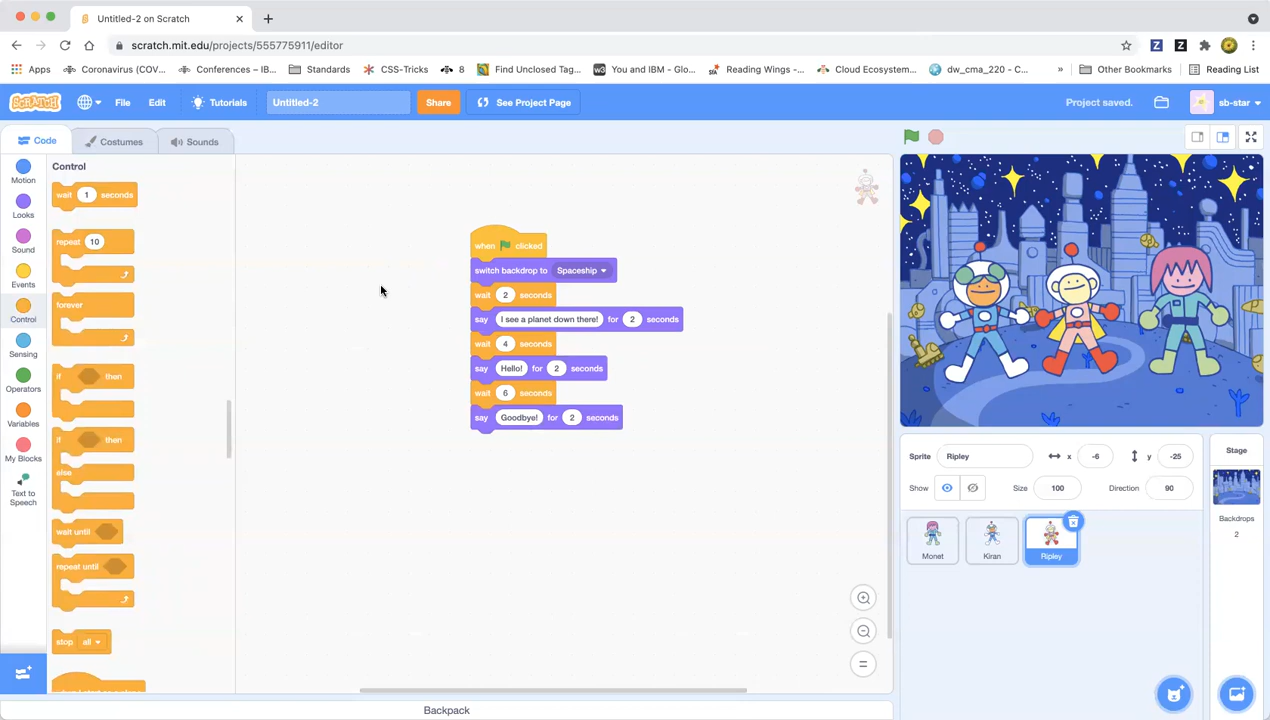 Untitled-2 on Scratch
scratch.mit.edu/projects/555775911/editor
Apps Coronavirus (COV... Conferences – IB... Standards CSS-Tricks 8 Find Unclosed Tag... w3 You and IBM - Glo... Reading Wings -... Cloud Ecosystem... dw_cma_220 - C... » Other Bookmarks Reading List
SCRATCH File Edit Tutorials Untitled-2 Share See Project Page Project saved. sb-star
Code Costumes Sounds
Motion
Looks
Sound
Events
Control
Sensing
Operators
Variables
My Blocks
Text to
Speech
Control
wait 1 seconds
repeat 10
forever
if then
if then
else
wait until
repeat until
stop all
when clicked
switch backdrop to Spaceship
wait 2 seconds
say I see a planet down there! for 2 seconds
wait 4 seconds
say Hello! for 2 seconds
wait 6 seconds
say Goodbye! for 2 seconds
Sprite Ripley x -6 y -25
Show Size 100 Direction 90
Monet Kiran Ripley
Stage
Backdrops
2
Backpack